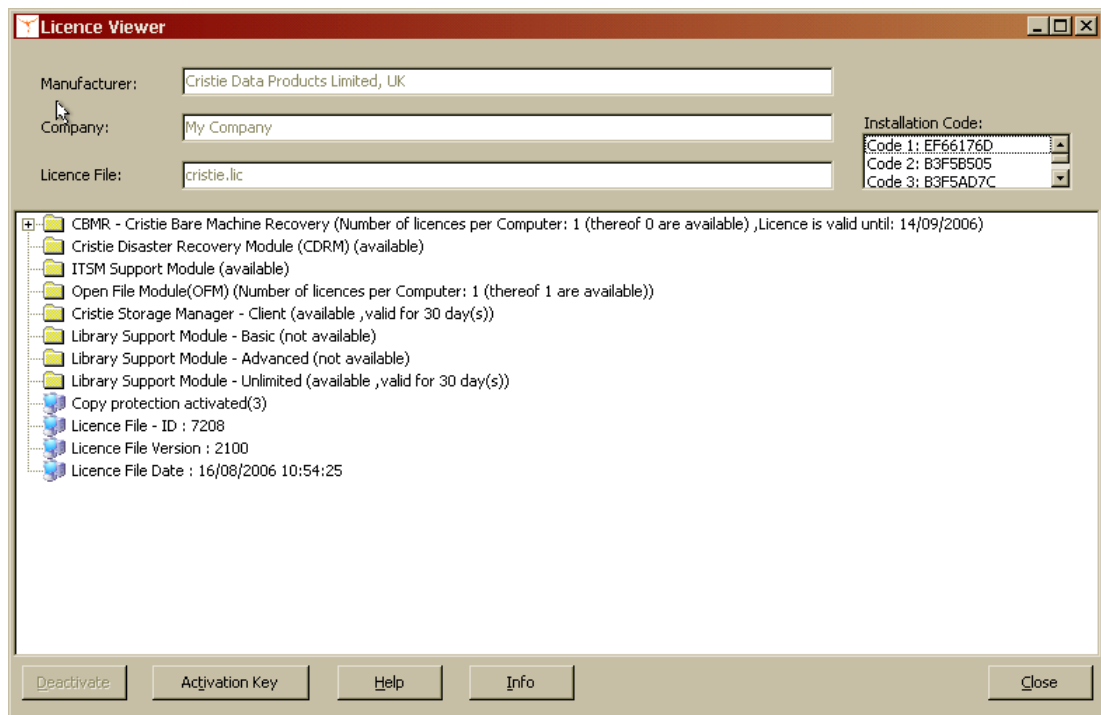 Licence Viewer
Manufacturer:
Cristie Data Products Limited, UK
Company:
My Company
Licence File:
cristie.lic
Installation Code:
Code 1: EF66176D
Code 2: B3F5B505
Code 3: B3F5AD7C
CBMR - Cristie Bare Machine Recovery (Number of licences per Computer: 1 (thereof 0 are available) ,Licence is valid until: 14/09/2006)
Cristie Disaster Recovery Module (CDRM) (available)
ITSM Support Module (available)
Open File Module(OFM) (Number of licences per Computer: 1 (thereof 1 are available))
Cristie Storage Manager - Client (available ,valid for 30 day(s))
Library Support Module - Basic (not available)
Library Support Module - Advanced (not available)
Library Support Module - Unlimited (available ,valid for 30 day(s))
Copy protection activated(3)
Licence File - ID : 7208
Licence File Version : 2100
Licence File Date : 16/08/2006 10:54:25
Deactivate
Activation Key
Help
Info
Close